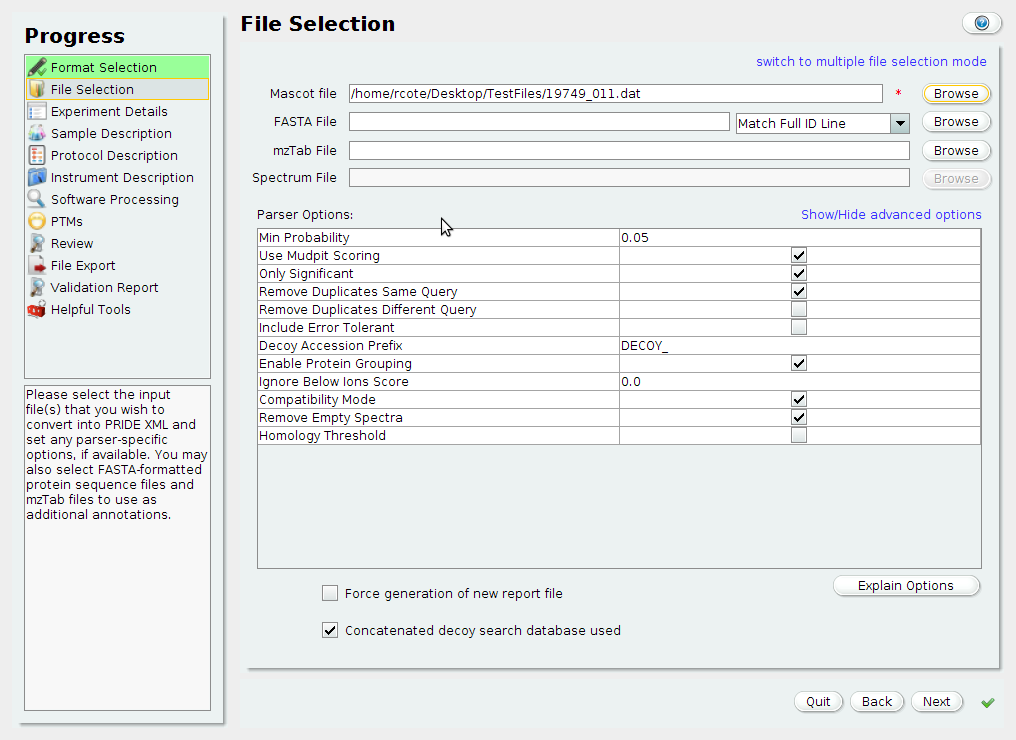 Progress
Format Selection
File Selection
Experiment Details
Sample Description
Protocol Description
Instrument Description
Software Processing
PTMs
Review
File Export
Validation Report
Helpful Tools
Please select the input
file(s) that you wish to
convert into PRIDE XML and
set any parser-specific
options, if available. You may
also select FASTA-formatted
protein sequence files and
mzTab files to use as
additional annotations.
File Selection
?
switch to multiple file selection mode
Mascot file /home/rcote/Desktop/TestFiles/19749_011.dat * Browse
FASTA File Match Full ID Line Browse
mzTab File Browse
Spectrum File Browse
Parser Options: Show/Hide advanced options
Min Probability 0.05
Use Mudpit Scoring
Only Significant
Remove Duplicates Same Query
Remove Duplicates Different Query
Include Error Tolerant
Decoy Accession Prefix DECOY_
Enable Protein Grouping
Ignore Below Ions Score 0.0
Compatibility Mode
Remove Empty Spectra
Homology Threshold
Explain Options
Force generation of new report file
Concatenated decoy search database used
Quit Back Next